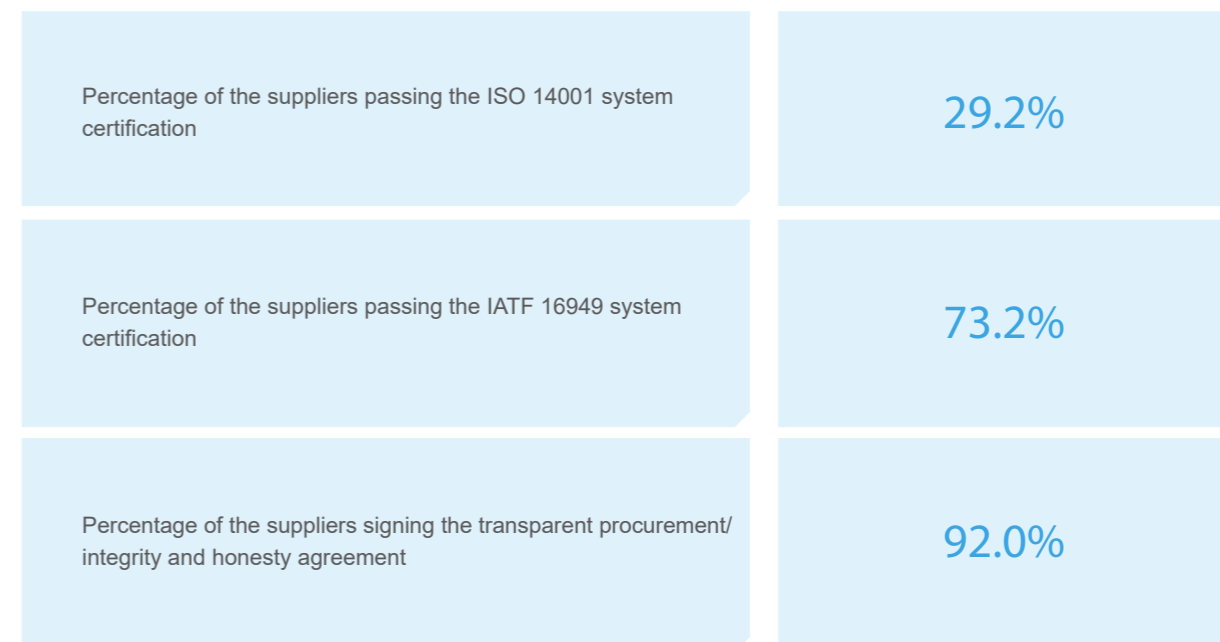 Percentage of the suppliers passing the ISO 14001 system
certification
29.2%
Percentage of the suppliers passing the IATF 16949 system
certification
73.2%
Percentage of the suppliers signing the transparent procurement/
integrity and honesty agreement
92.0%